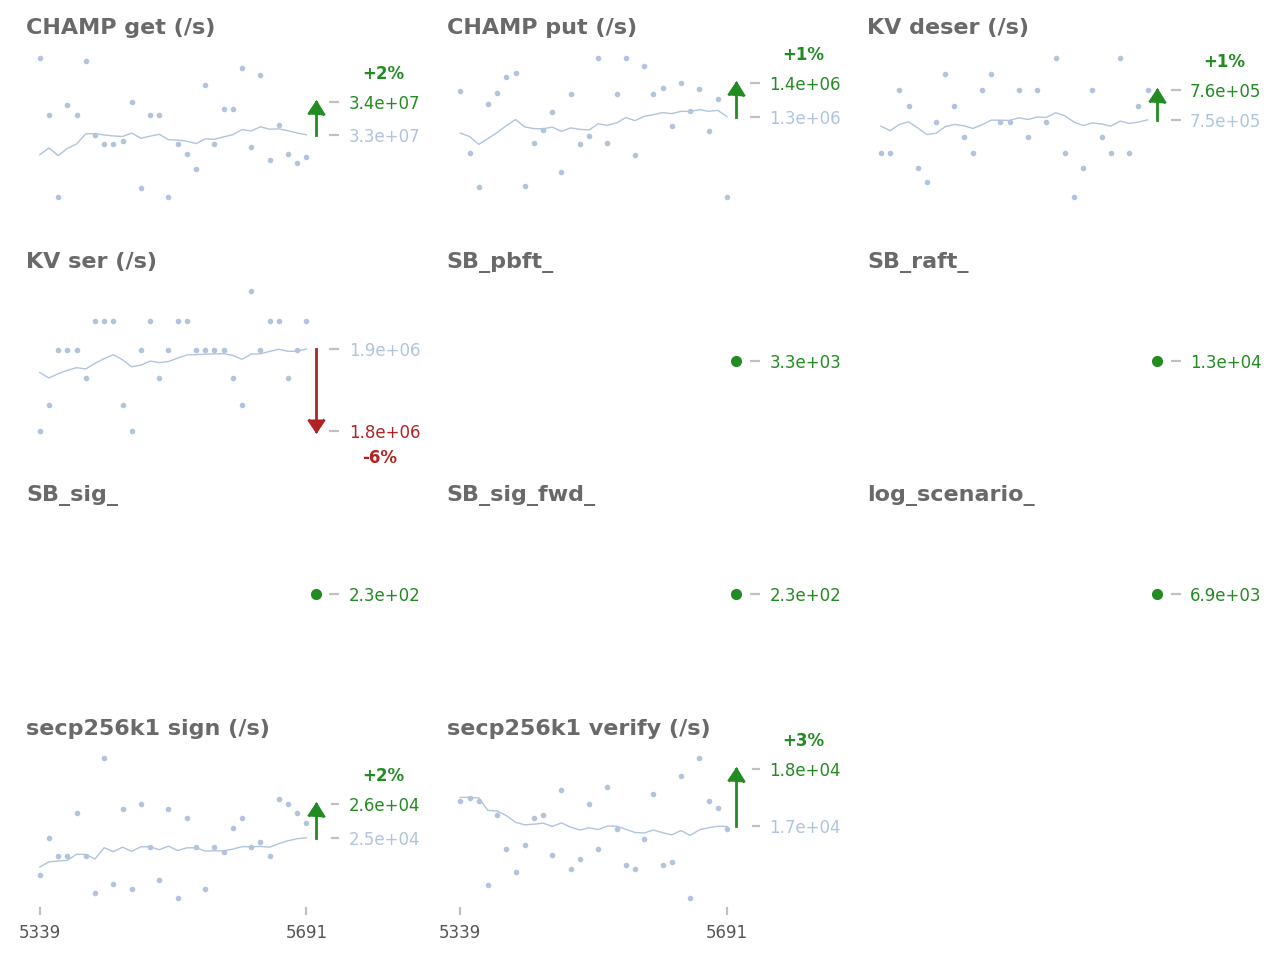 CHAMP get (/s)
+2%
3.4e+07
3.3e+07
CHAMP put (/s)
+1%
1.4e+06
1.3e+06
KV deser (/s)
+1%
7.6e+05
7.5e+05
KV ser (/s)
1.9e+06
1.8e+06
-6%
SB_pbft_
3.3e+03
SB_raft_
1.3e+04
SB_sig_
2.3e+02
SB_sig_fwd_
2.3e+02
log_scenario_
6.9e+03
secp256k1 sign (/s)
+2%
2.6e+04
2.5e+04
5339
5691
secp256k1 verify (/s)
+3%
1.8e+04
1.7e+04
5339
5691